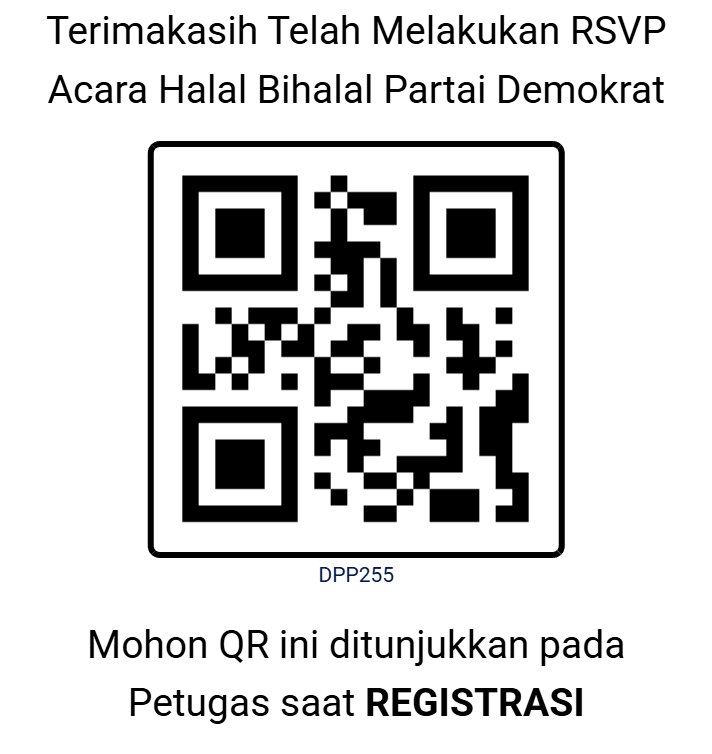 Terimakasih Telah Melakukan RSVP
Acara Halal Bihalal Partai Demokrat
DPP255
Mohon QR ini ditunjukkan pada
Petugas saat REGISTRASI